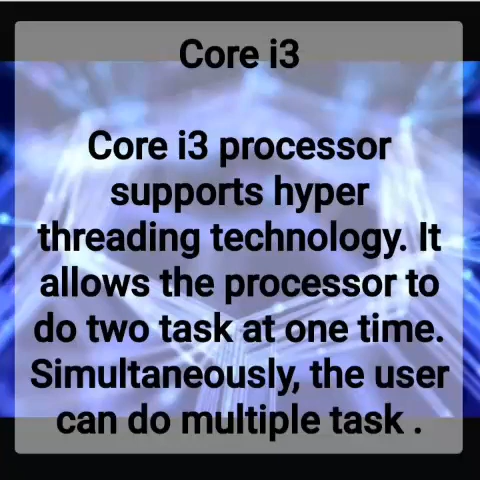 Core i3
Core i3 processor
supports hyper
threading technology. It
allows the processor to
do two task at one time.
Simultaneously, the user
can do multiple task .